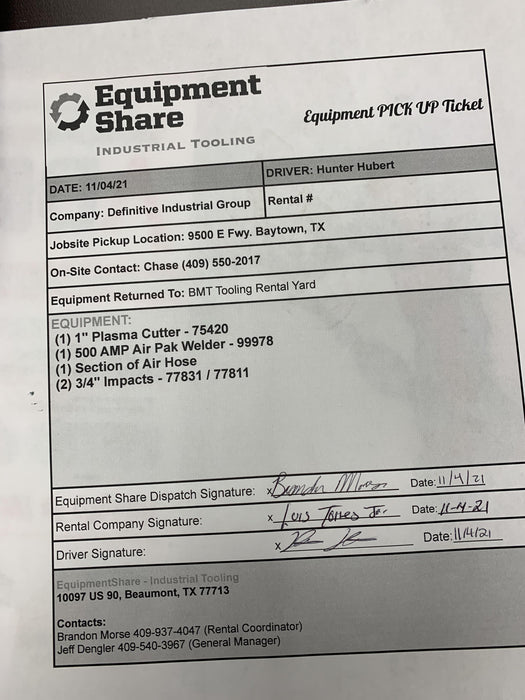 Equipment
Share
INDUSTRIAL TOOLING
Equipment PICK UP Ticket
DATE: 11/04/21
DRIVER: Hunter Hubert
Company: Definitive Industrial Group
Rental #
Jobsite Pickup Location: 9500 E Fwy. Baytown, TX
On-Site Contact: Chase (409) 550-2017
Equipment Returned To: BMT Tooling Rental Yard
EQUIPMENT:
(1) 1" Plasma Cutter - 75420
(1) 500 AMP Air Pak Welder - 99978
(1) Section of Air Hose
(2) 3/4" Impacts - 77831 / 77811
Equipment Share Dispatch Signature: x Brandon Morse Date: 11/4/21
Rental Company Signature: x Luis Torres Jr. Date: 11-4-21
Driver Signature: x Date: 11/4/21
EquipmentShare - Industrial Tooling
10097 US 90, Beaumont, TX 77713
Contacts:
Brandon Morse 409-937-4047 (Rental Coordinator)
Jeff Dengler 409-540-3967 (General Manager)